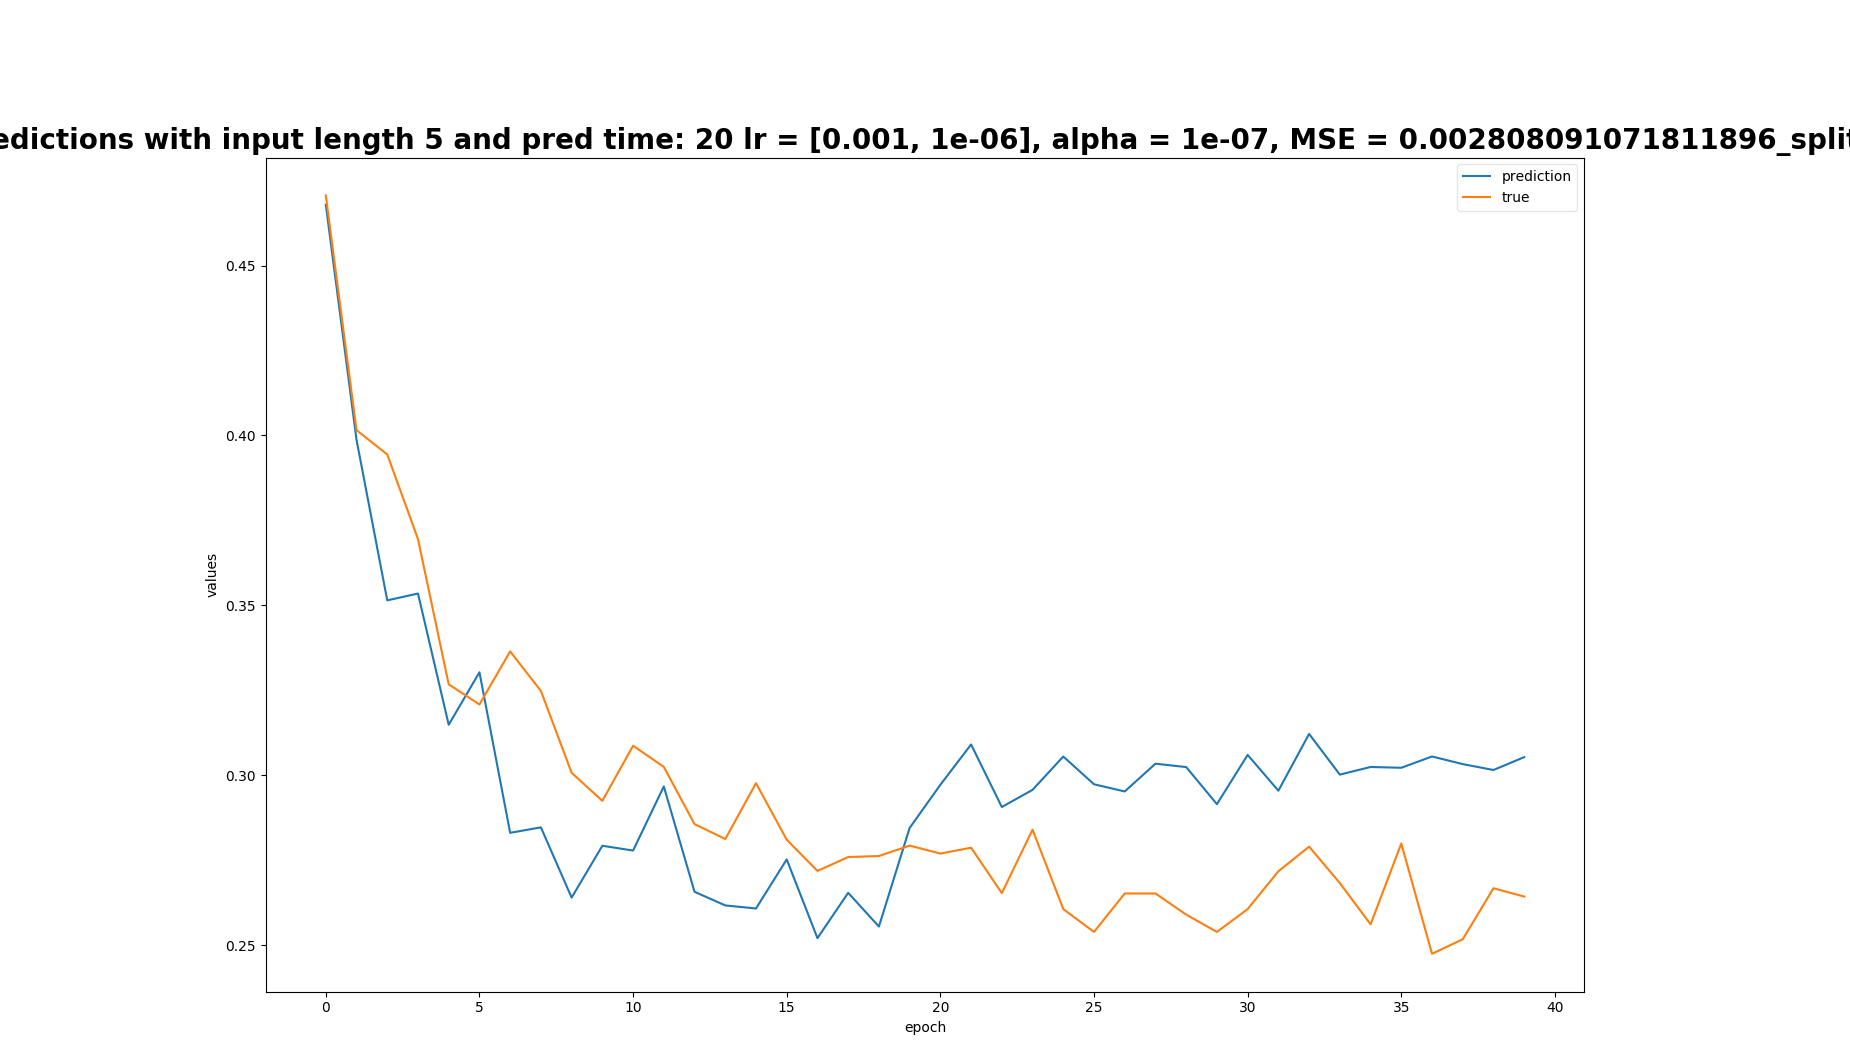 edictions with input length 5 and pred time: 20 lr = [0.001, 1e-06], alpha = 1e-07, MSE = 0.002808091071811896_split
prediction
true
0.45
0.40
0.35
0.30
0.25
values
0 5 10 15 20 25 30 35 40
epoch